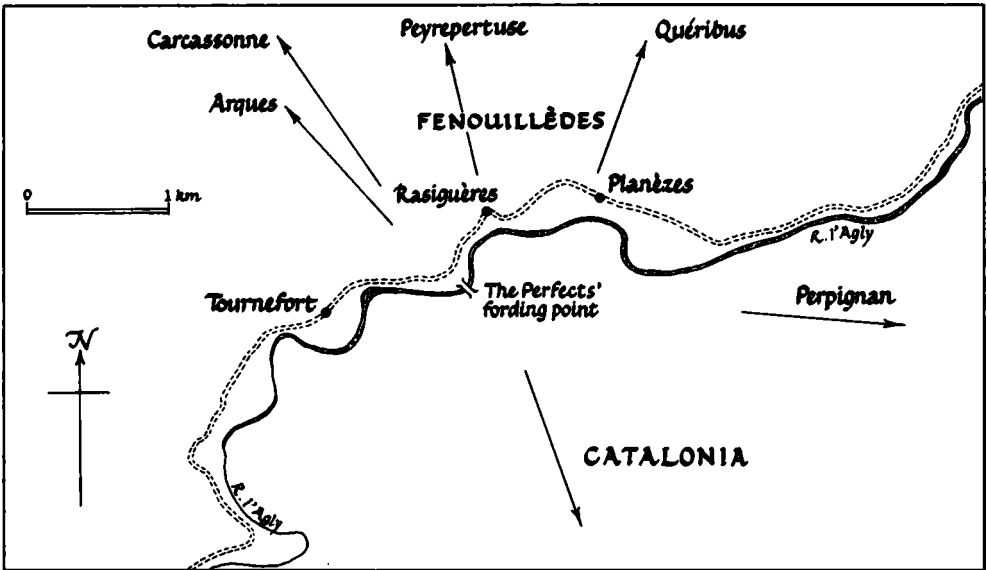 Carcassonne
Peyrepertuse
Quéribus
Arques
FENOUILLÈDES
0 1 km
Rasiguères
Planèzes
R. l'Agly
Tournefort
The Perfects'
fording point
Perpignan
N
CATALONIA
R. l'Agly